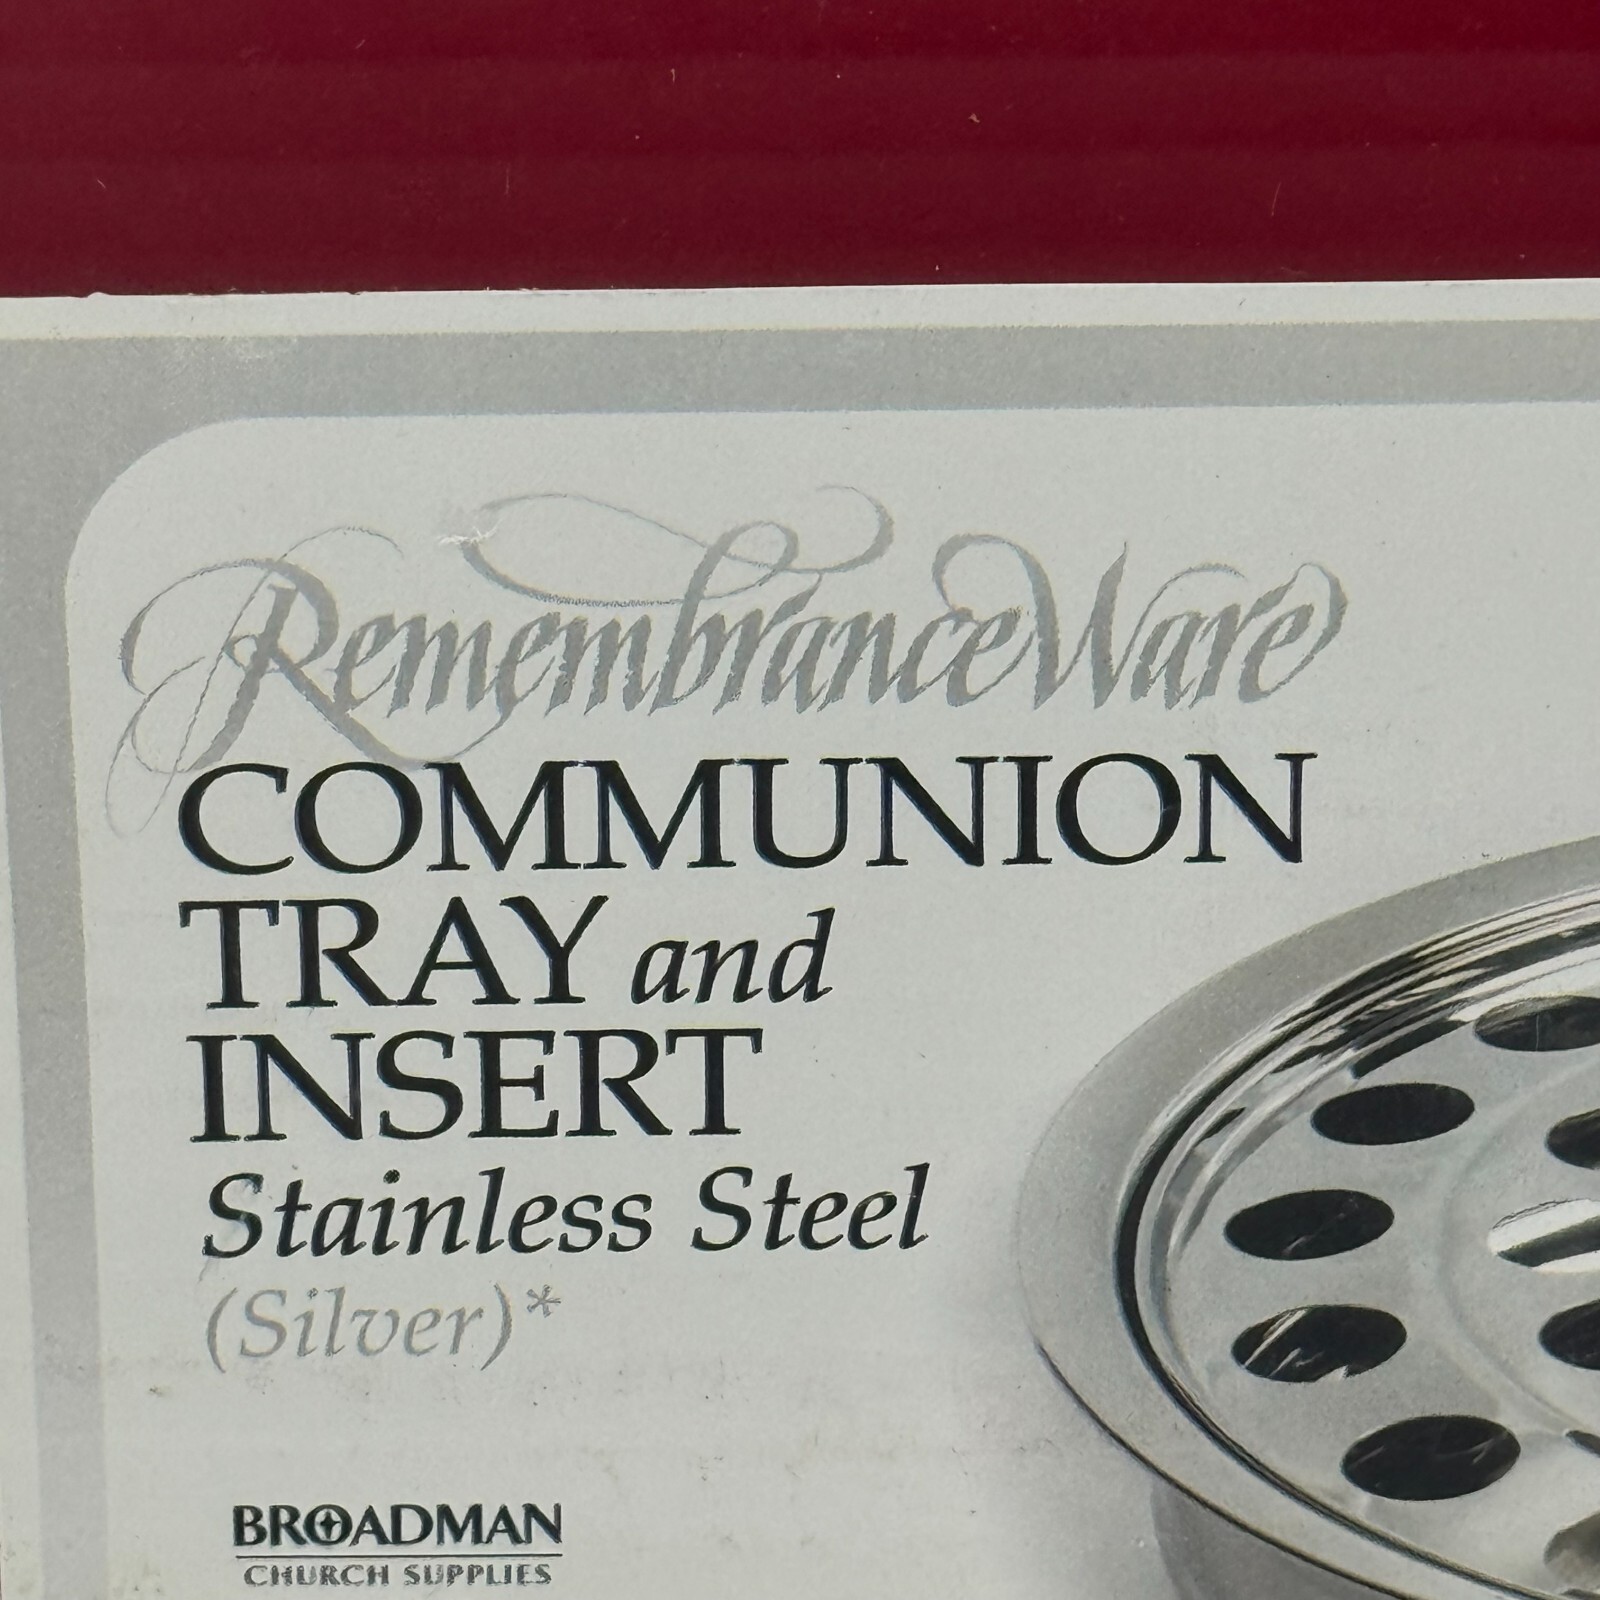 RemembranceWare
COMMUNION
TRAY and
INSERT
Stainless Steel
(Silver)*
BROADMAN
CHURCH SUPPLIES